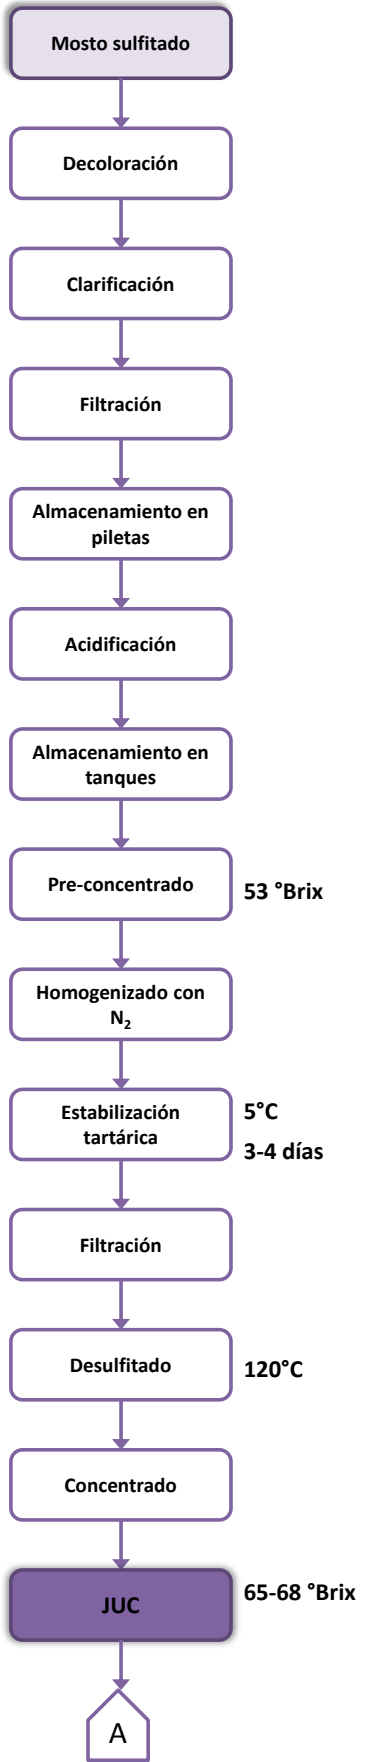 Mosto sulfitado
Decoloración
Clarificación
Filtración
Almacenamiento en
piletas
Acidificación
Almacenamiento en
tanques
Pre-concentrado
53 °Brix
Homogenizado con
N₂
Estabilización
tartárica
5°C
3-4 días
Filtración
Desulfitado
120°C
Concentrado
JUC
65-68 °Brix
A